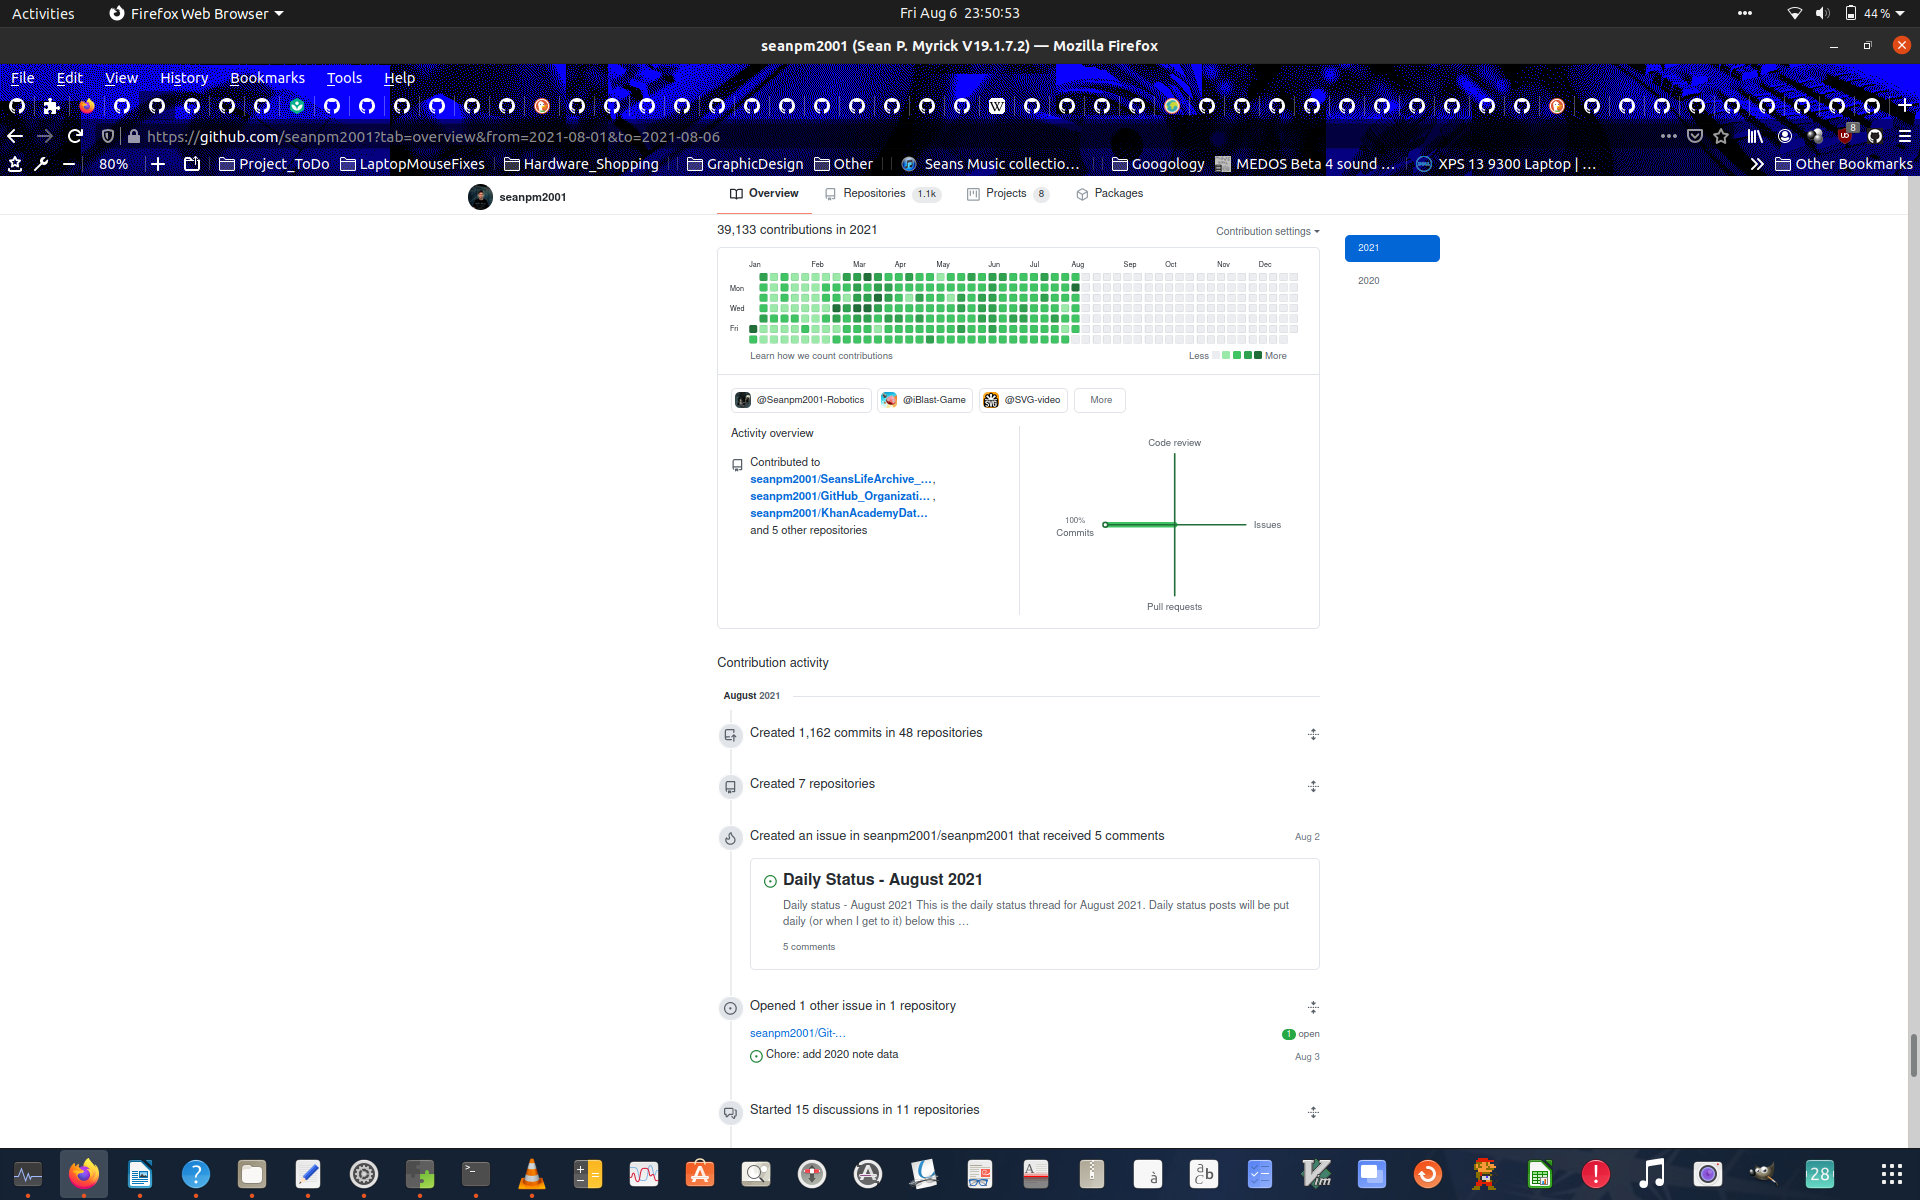 Activities
Firefox Web Browser
Fri Aug 6 23:50:53
44 %
seanpm2001 (Sean P. Myrick V19.1.7.2) — Mozilla Firefox
File Edit View History Bookmarks Tools Help
https://github.com/seanpm2001?tab=overview&from=2021-08-01&to=2021-08-06
8
80%
Project_ToDo
LaptopMouseFixes
Hardware_Shopping
GraphicDesign
Other
Seans Music collectio…
Googology
MEDOS Beta 4 sound …
XPS 13 9300 Laptop | …
Other Bookmarks
seanpm2001
Overview
Repositories 1.1k
Projects 8
Packages
39,133 contributions in 2021
Contribution settings
2021
2020
Jan Feb Mar Apr May Jun Jul Aug Sep Oct Nov Dec
Mon
Wed
Fri
Learn how we count contributions
Less More
@Seanpm2001-Robotics
@iBlast-Game
@SVG-video
More
Activity overview
Contributed to
seanpm2001/SeansLifeArchive_…,
seanpm2001/GitHub_Organizati… ,
seanpm2001/KhanAcademyDat…
and 5 other repositories
Code review
100%
Commits
Issues
Pull requests
Contribution activity
August 2021
Created 1,162 commits in 48 repositories
Created 7 repositories
Created an issue in seanpm2001/seanpm2001 that received 5 comments
Aug 2
Daily Status - August 2021
Daily status - August 2021 This is the daily status thread for August 2021. Daily status posts will be put
daily (or when I get to it) below this …
5 comments
Opened 1 other issue in 1 repository
seanpm2001/Git-…
1 open
Chore: add 2020 note data
Aug 3
Started 15 discussions in 11 repositories
28